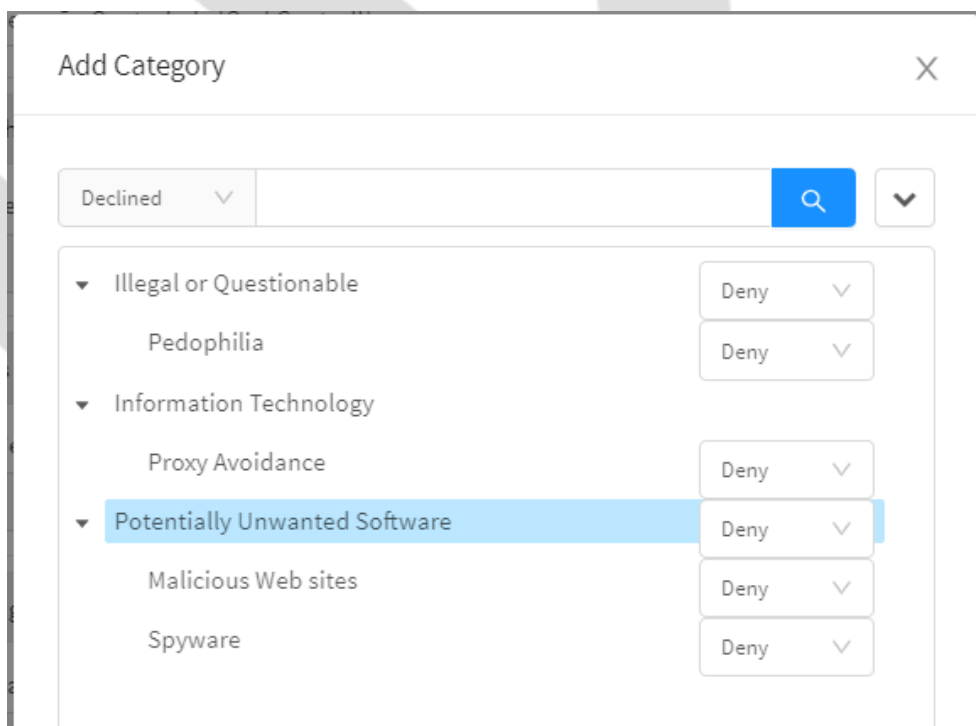 Add Category
Declined
Illegal or Questionable Deny
Pedophilia Deny
Information Technology
Proxy Avoidance Deny
Potentially Unwanted Software Deny
Malicious Web sites Deny
Spyware Deny